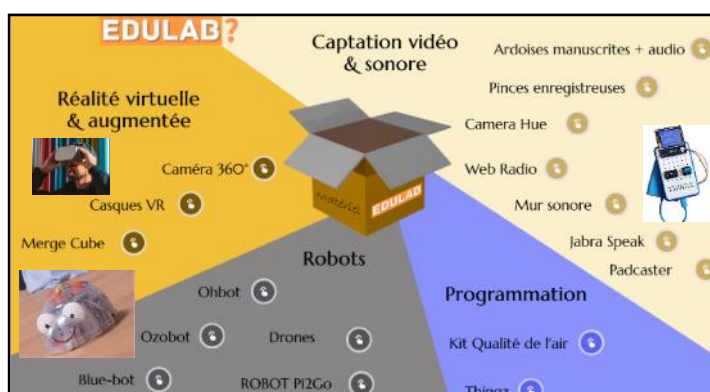 EDULAB?
Captation vidéo
& sonore
Ardoises manuscrites + audio
Pinces enregistreuses
Camera Hue
Web Radio
Mur sonore
Jabra Speak
Padcaster
Réalité virtuelle
& augmentée
Caméra 360°
Casques VR
Merge Cube
matériel
EDULAB
Robots
Ohbot
Ozobot
Drones
Blue-bot
ROBOT Pi2Go
Programmation
Kit Qualité de l'air
Thingz